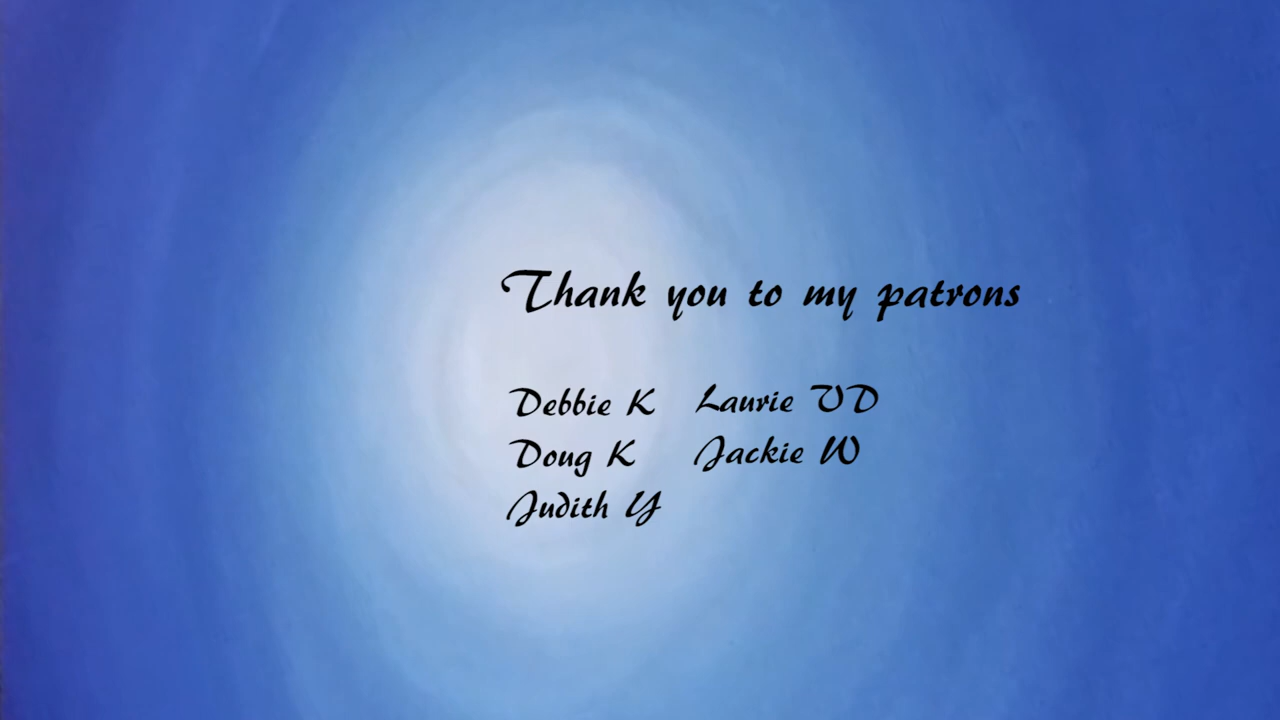 Thank you to my patrons
Debbie K
Doug K
Judith Y
Laurie VD
Jackie W